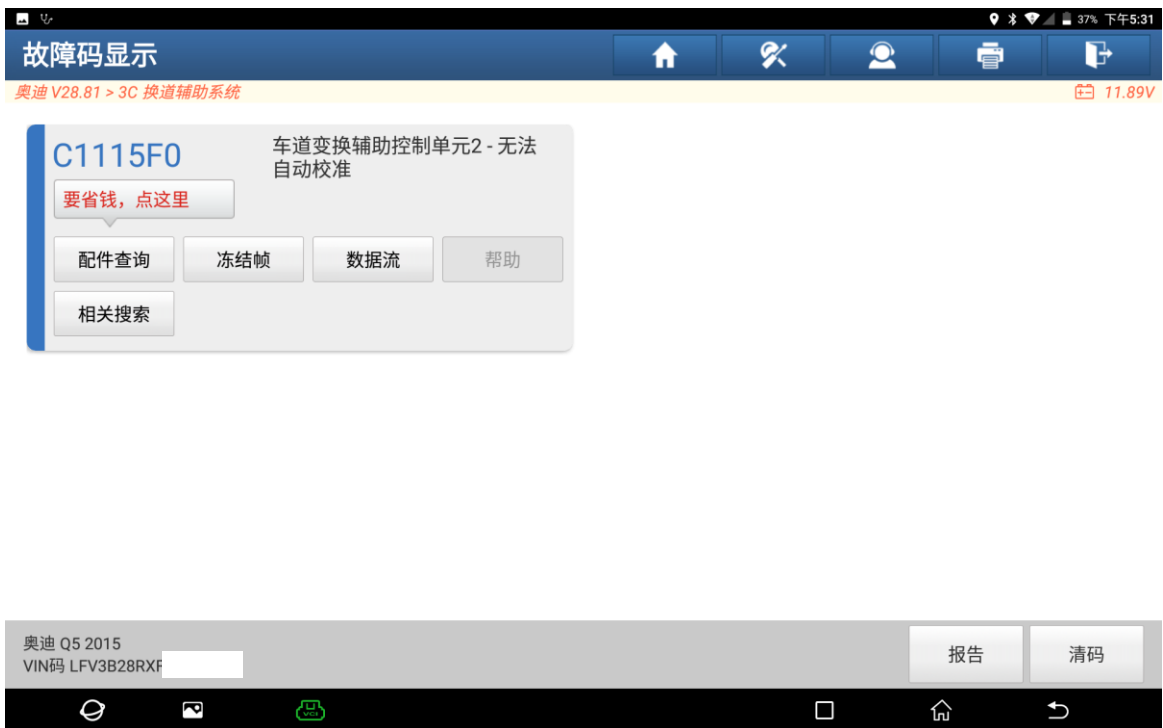 37% 下午5:31
故障码显示
奥迪 V28.81 > 3C 换道辅助系统
11.89V
C1115F0
车道变换辅助控制单元2 - 无法
自动校准
要省钱，点这里
配件查询 冻结帧 数据流 帮助
相关搜索
奥迪 Q5 2015
VIN码 LFV3B28RXF
报告 清码
VCI